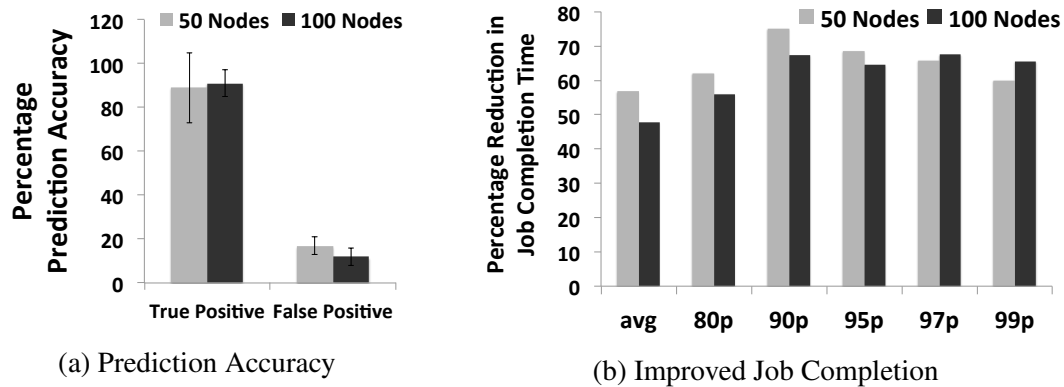 50 Nodes 100 Nodes
Percentage
Prediction Accuracy
120
100
80
60
40
20
0
True Positive False Positive
(a) Prediction Accuracy
50 Nodes 100 Nodes
Percentage Reduction in
Job Completion Time
80
70
60
50
40
30
20
10
0
avg 80p 90p 95p 97p 99p
(b) Improved Job Completion